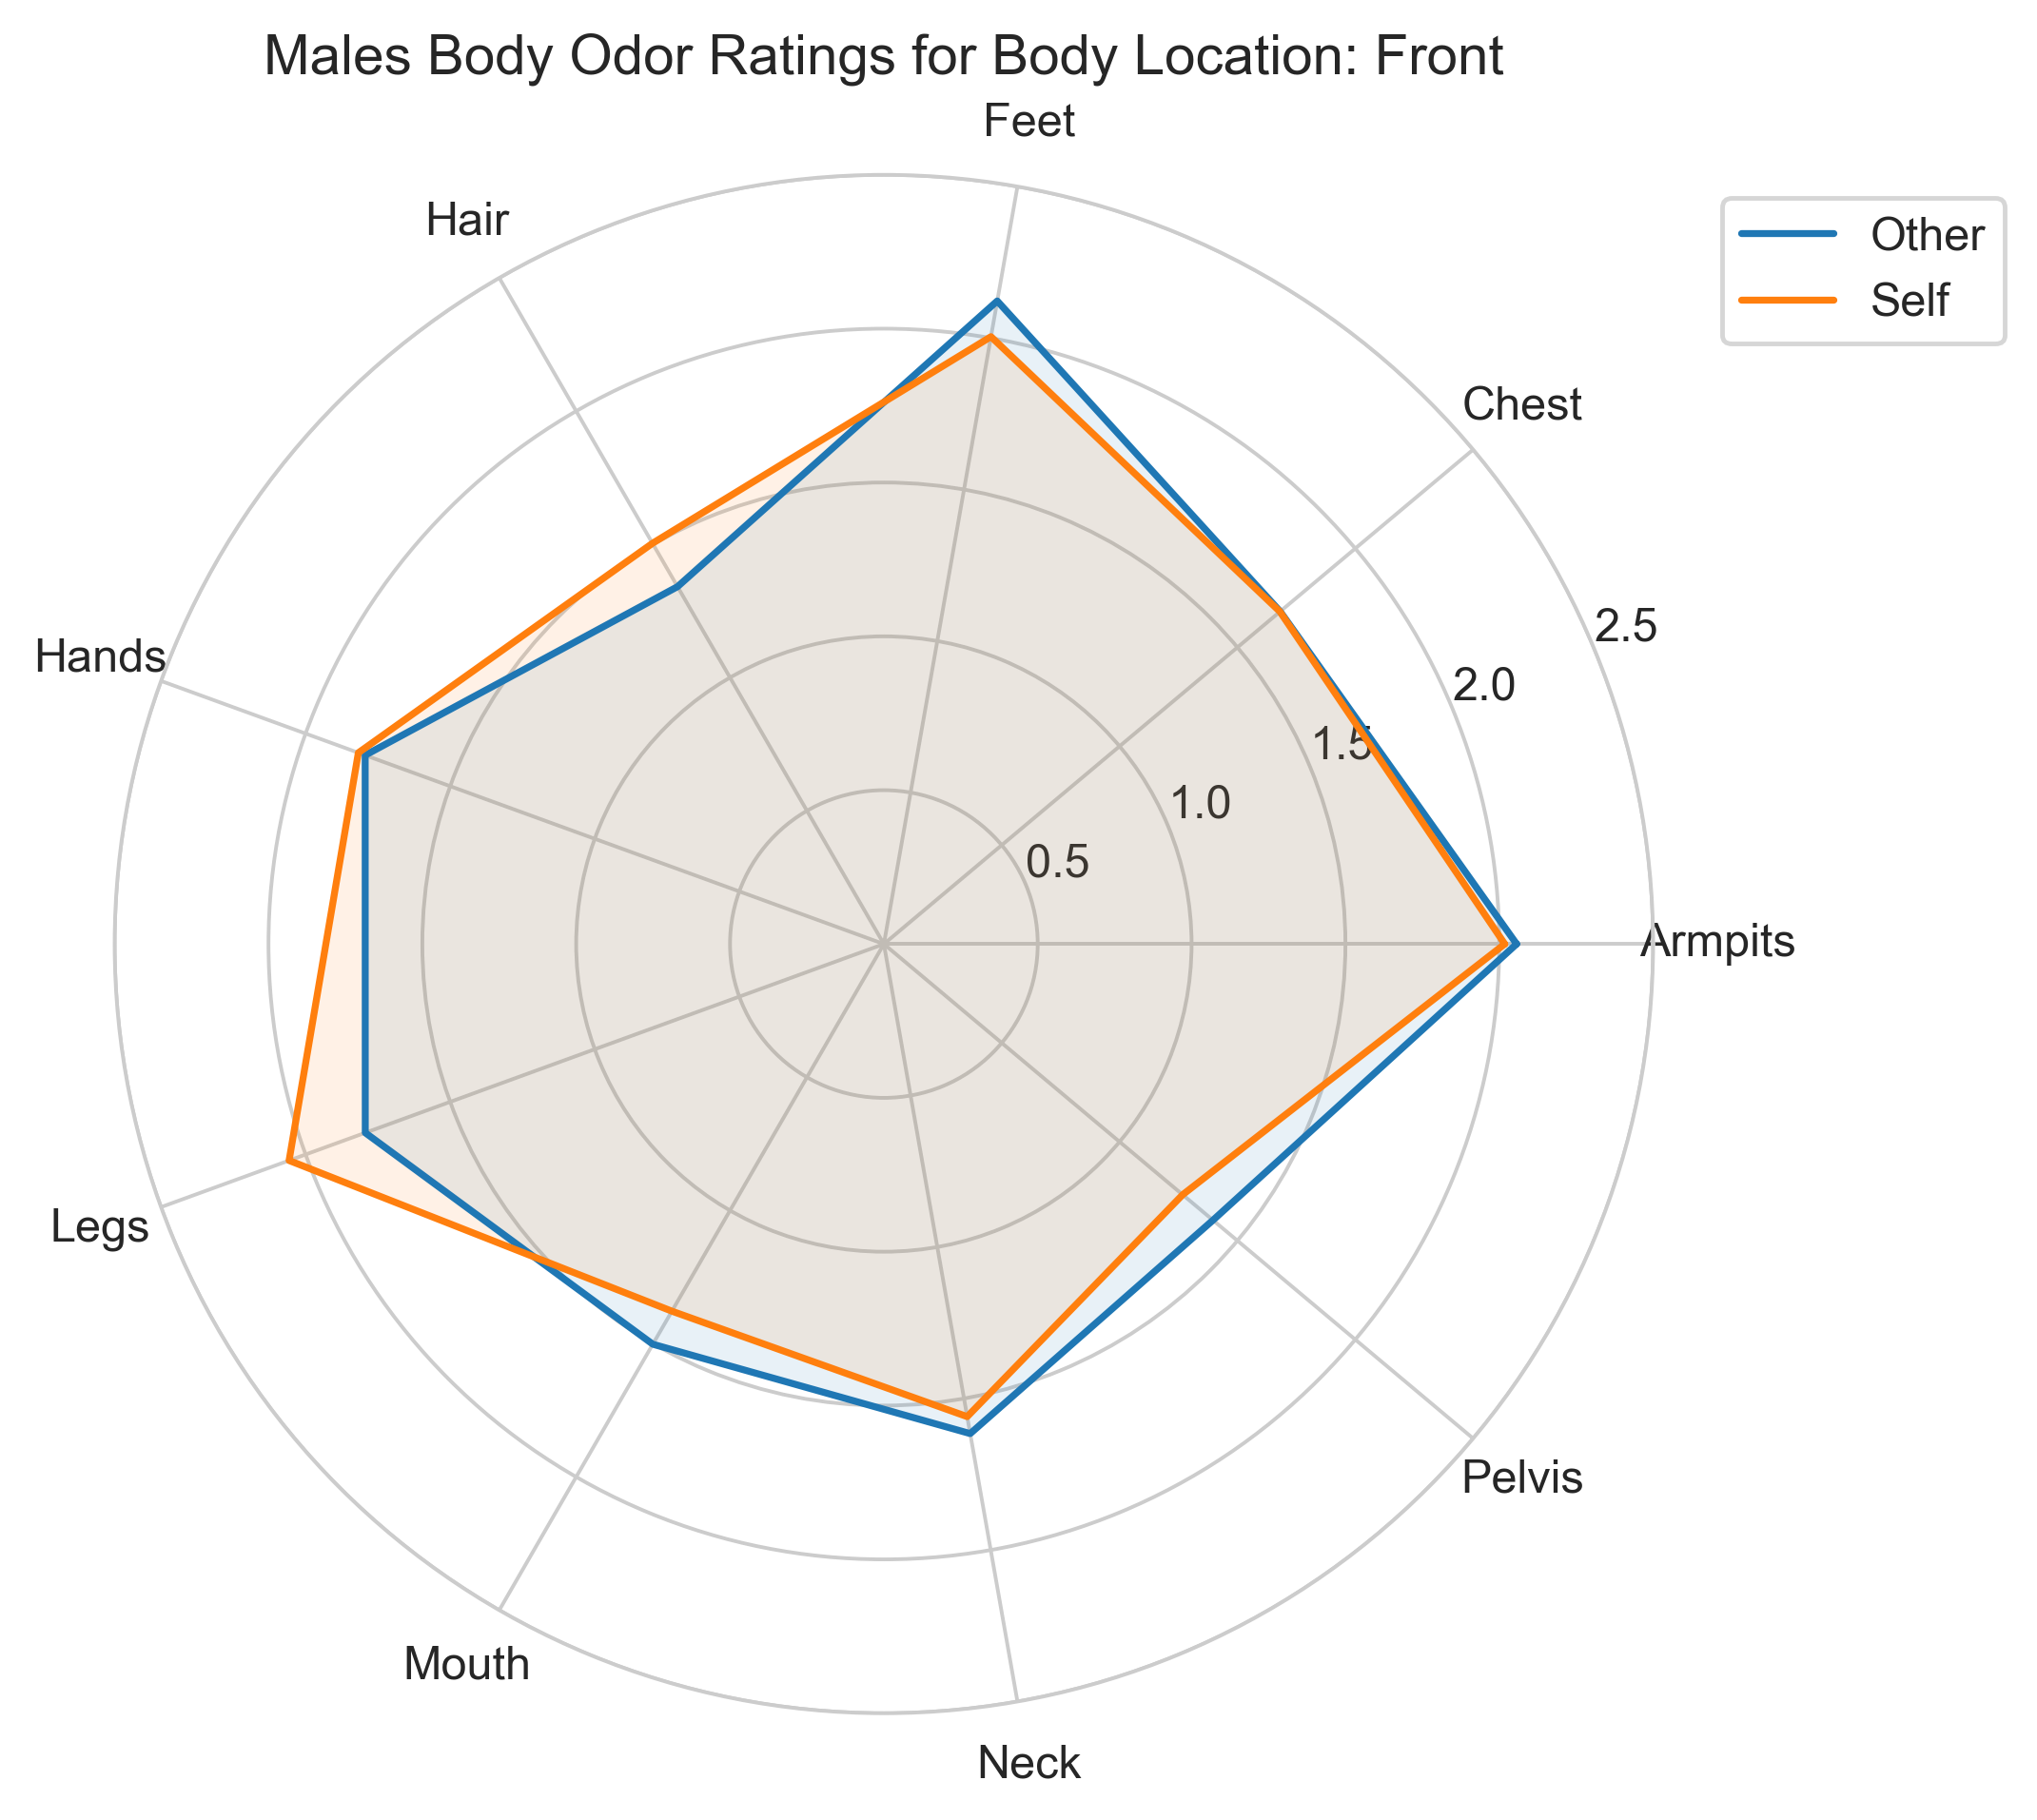 Males Body Odor Ratings for Body Location: Front
Feet
Hair
Other
Self
Chest
2.5
Hands
2.0
1.5
1.0
0.5
Armpits
Legs
Pelvis
Mouth
Neck